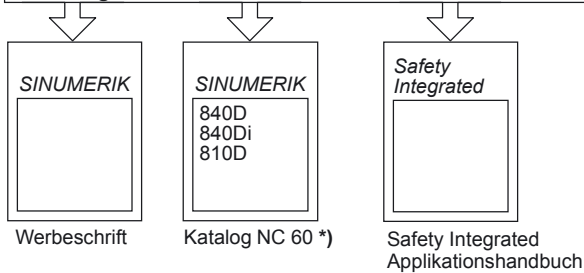 SINUMERIK
Werbeschrift
SINUMERIK
840D
840Di
810D
Katalog NC 60 *)
Safety
Integrated
Safety Integrated
Applikationshandbuch